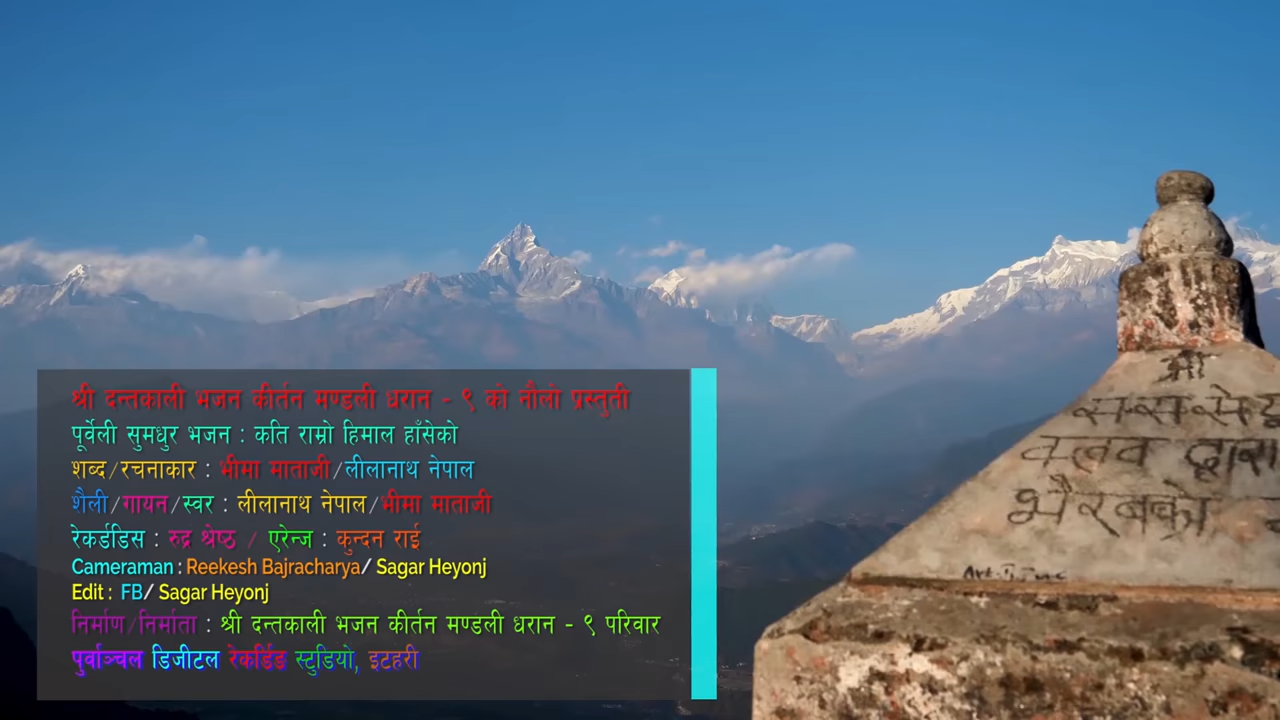 श्री दन्तकाली भजन कीर्तन मण्डली धरान - ९ को नौलो प्रस्तुती
पूर्वेली सुमधुर भजन : कति राम्रो हिमाल हाँसेको
शब्द/रचनाकार : भीमा माताजी/लीलानाथ नेपाल
शैली/गायन/स्वर : लीलानाथ नेपाल/भीमा माताजी
रेकर्डडिस : रुद्र श्रेष्ठ / एरेन्ज : कुन्दन राई
Cameraman : Reekesh Bajracharya/ Sagar Heyonj
Edit : FB/ Sagar Heyonj
निर्माण/निर्माता : श्री दन्तकाली भजन कीर्तन मण्डली धरान - ९ परिवार
पुर्वाञ्चल डिजीटल रेकर्डिङ स्टुडियो, इटहरी
श्री
क्लव द्वारा
भैरबको